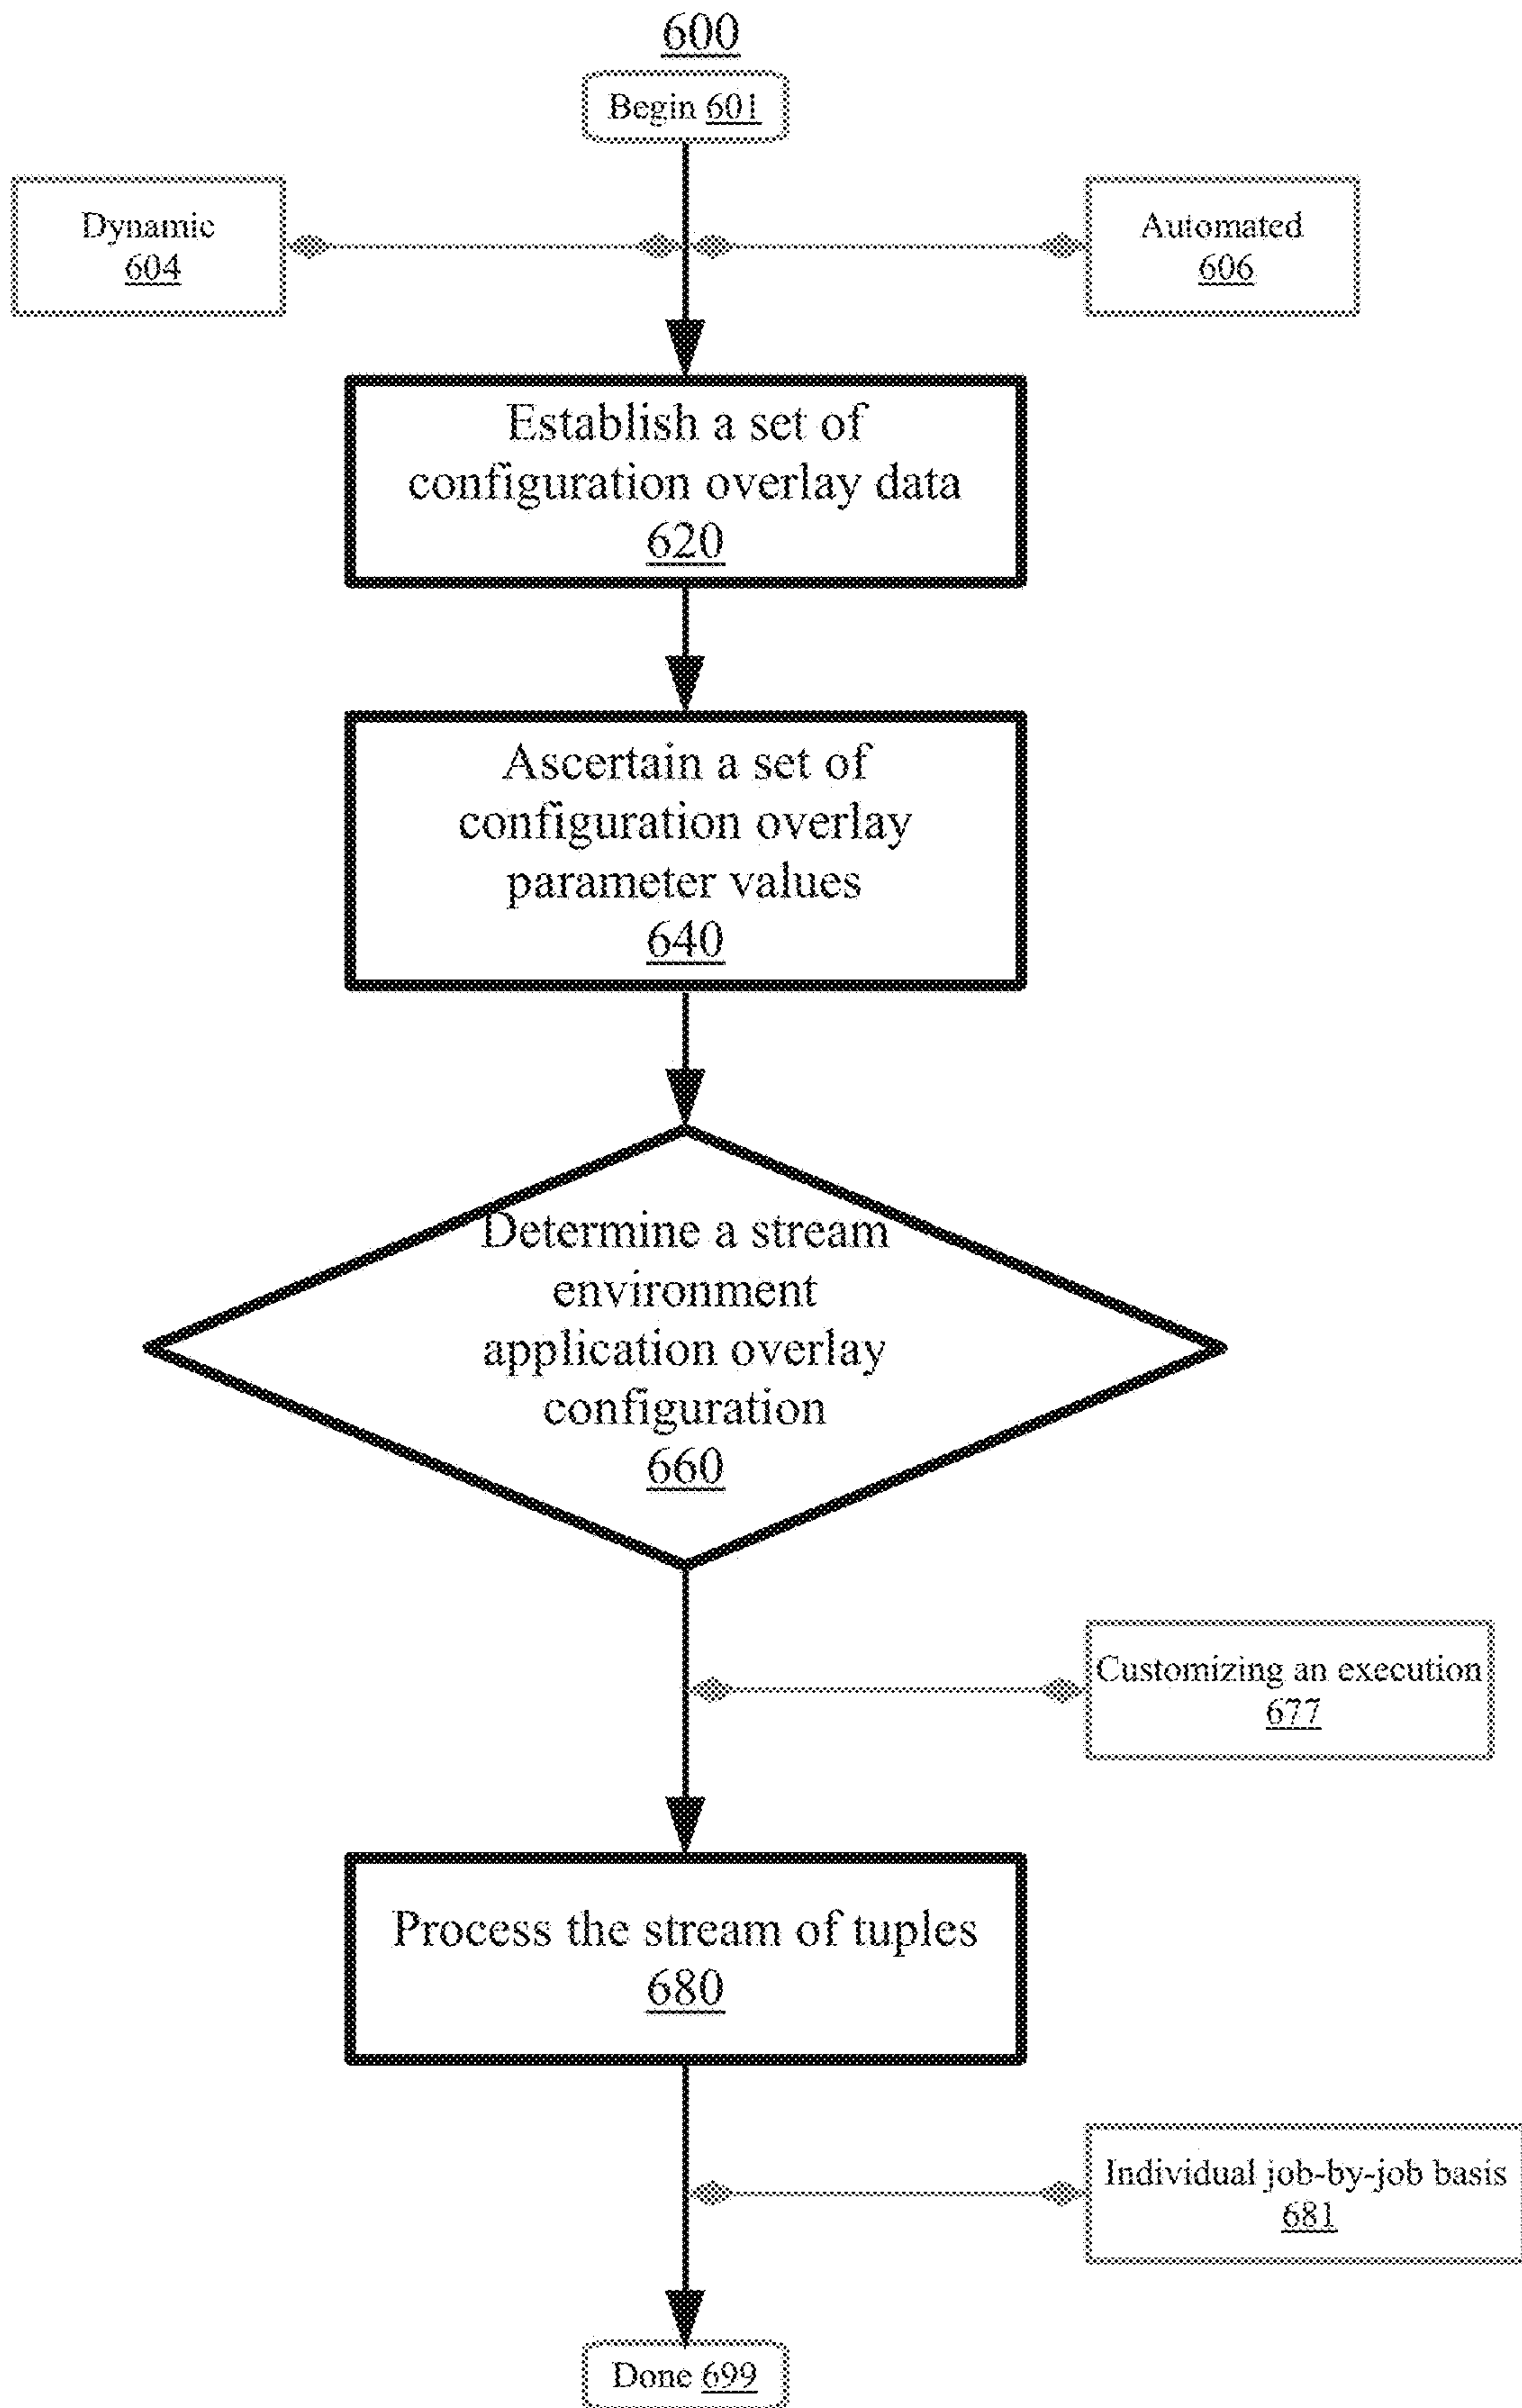 600
Begin 601
Dynamic
604
Automated
606
Establish a set of
configuration overlay data
620
Ascertain a set of
configuration overlay
parameter values
640
Determine a stream
environment
application overlay
configuration
660
Customizing an execution
677
Process the stream of tuples
680
Individual job-by-job basis
681
Done 699